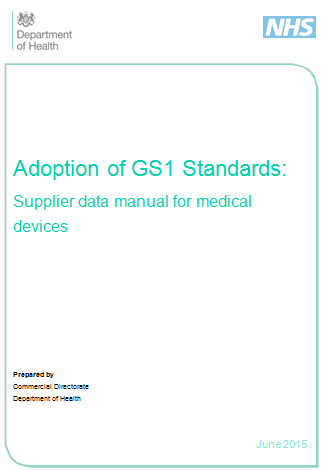 Department
of Health
NHS
Adoption of GS1 Standards:
Supplier data manual for medical
devices
Prepared by
Commercial Directorate
Department of Health
June 2015